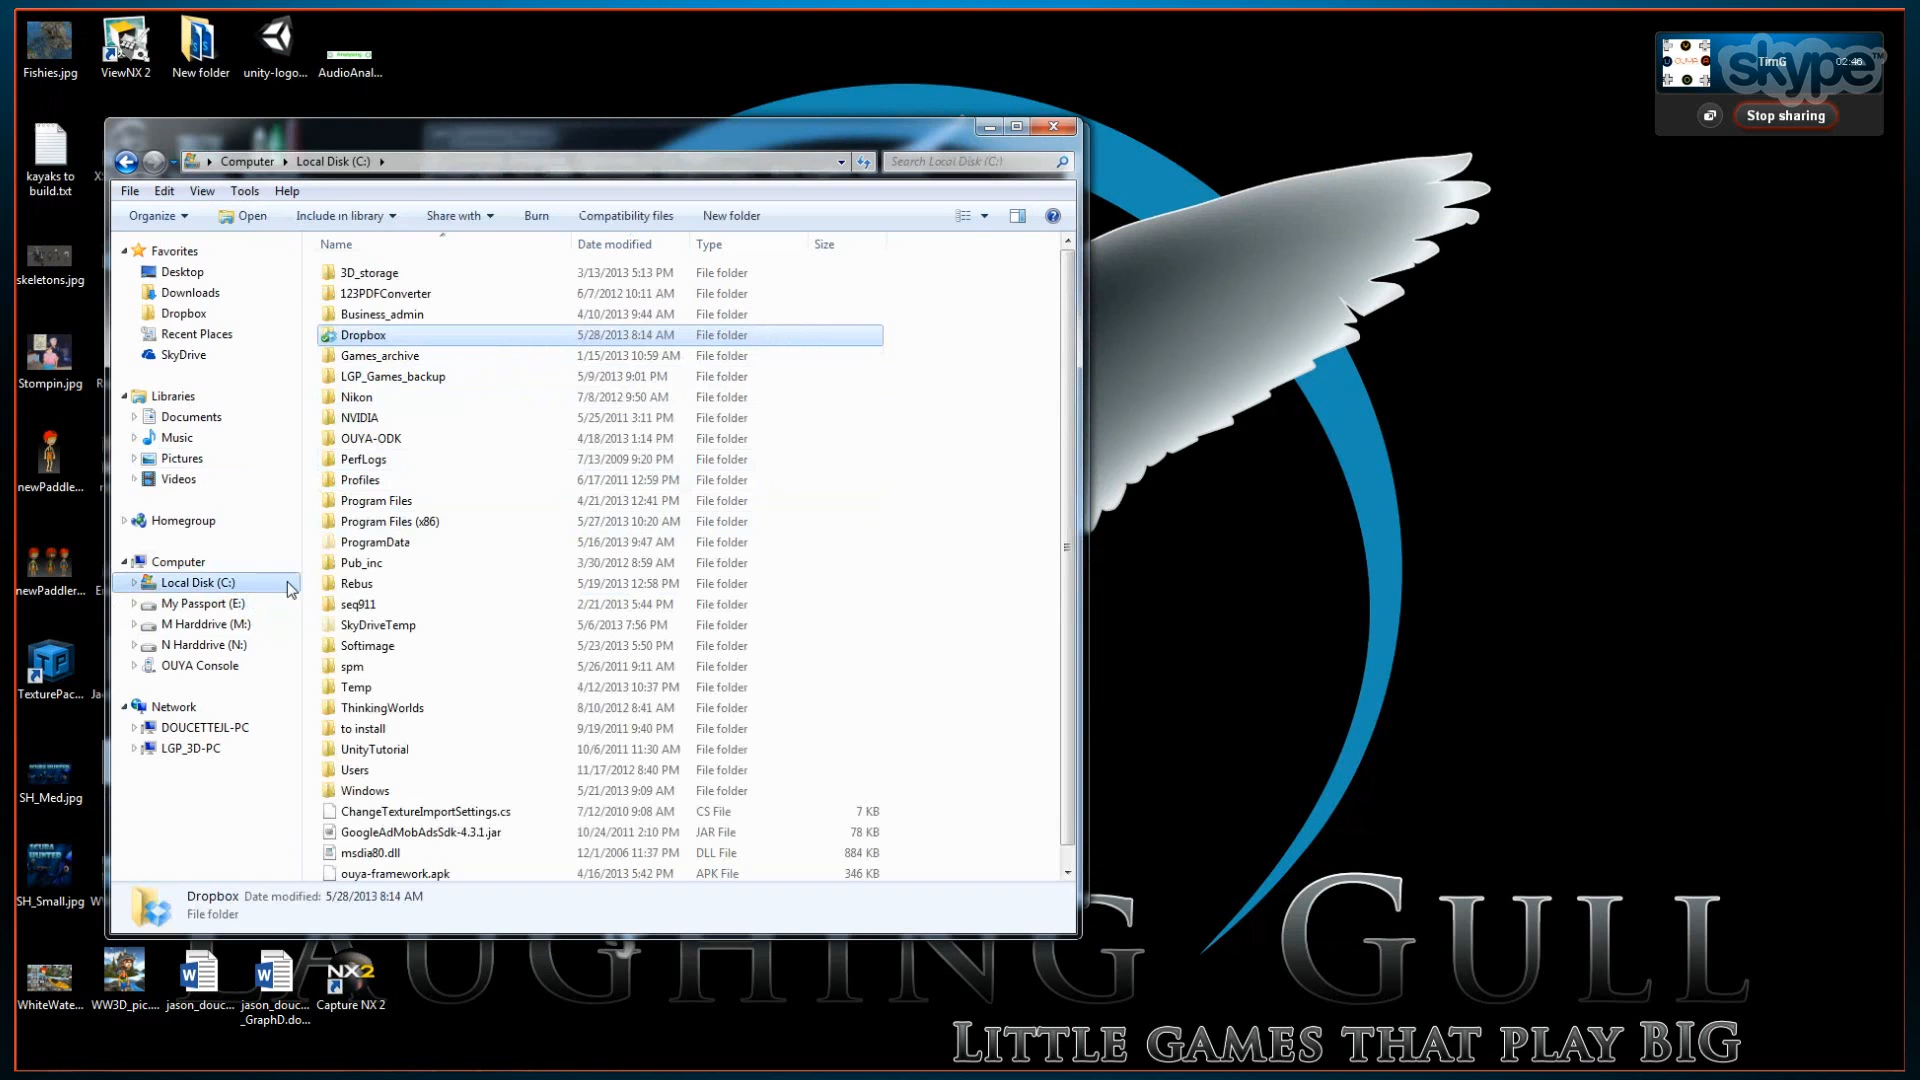 Fishies.jpg
ViewNX 2
New folder
unity-logo...
AudioAnal...
TimG
02:46
skype™
Stop sharing
kayaks to
build.txt
skeletons.jpg
Stompin.jpg
newPaddle...
newPaddler...
TexturePac...
SH_Med.jpg
SH_Small.jpg
WhiteWate...
WW3D_pic....
jason_douc...
jason_douc...
_GraphD.do...
Capture NX 2
Computer
Local Disk (C:)
Search Local Disk (C:)
File Edit View Tools Help
Organize Open Include in library Share with Burn Compatibility files New folder
Favorites
Desktop
Downloads
Dropbox
Recent Places
SkyDrive
Libraries
Documents
Music
Pictures
Videos
Homegroup
Computer
Local Disk (C:)
My Passport (E:)
M Harddrive (M:)
N Harddrive (N:)
OUYA Console
Network
DOUCETTEJL-PC
LGP_3D-PC
Name Date modified Type Size
3D_storage 3/13/2013 5:13 PM File folder
123PDFConverter 6/7/2012 10:11 AM File folder
Business_admin 4/10/2013 9:44 AM File folder
Dropbox 5/28/2013 8:14 AM File folder
Games_archive 1/15/2013 10:59 AM File folder
LGP_Games_backup 5/9/2013 9:01 PM File folder
Nikon 7/8/2012 9:50 AM File folder
NVIDIA 5/25/2011 3:11 PM File folder
OUYA-ODK 4/18/2013 1:14 PM File folder
PerfLogs 7/13/2009 9:20 PM File folder
Profiles 6/17/2011 12:59 PM File folder
Program Files 4/21/2013 12:41 PM File folder
Program Files (x86) 5/27/2013 10:20 AM File folder
ProgramData 5/16/2013 9:47 AM File folder
Pub_inc 3/30/2012 8:59 AM File folder
Rebus 5/19/2013 12:58 PM File folder
seq911 2/21/2013 5:44 PM File folder
SkyDriveTemp 5/6/2013 7:56 PM File folder
Softimage 5/23/2013 5:50 PM File folder
spm 5/26/2011 9:11 AM File folder
Temp 4/12/2013 10:37 PM File folder
ThinkingWorlds 8/10/2012 8:41 AM File folder
to install 9/19/2011 9:40 PM File folder
UnityTutorial 10/6/2011 11:30 AM File folder
Users 11/17/2012 8:40 PM File folder
Windows 5/21/2013 9:09 AM File folder
ChangeTextureImportSettings.cs 7/12/2010 9:08 AM CS File 7 KB
GoogleAdMobAdsSdk-4.3.1.jar 10/24/2011 2:10 PM JAR File 78 KB
msdia80.dll 12/1/2006 11:37 PM DLL File 884 KB
ouya-framework.apk 4/16/2013 5:42 PM APK File 346 KB
Dropbox Date modified: 5/28/2013 8:14 AM
File folder
LAUGHING GULL
LITTLE GAMES THAT PLAY BIG